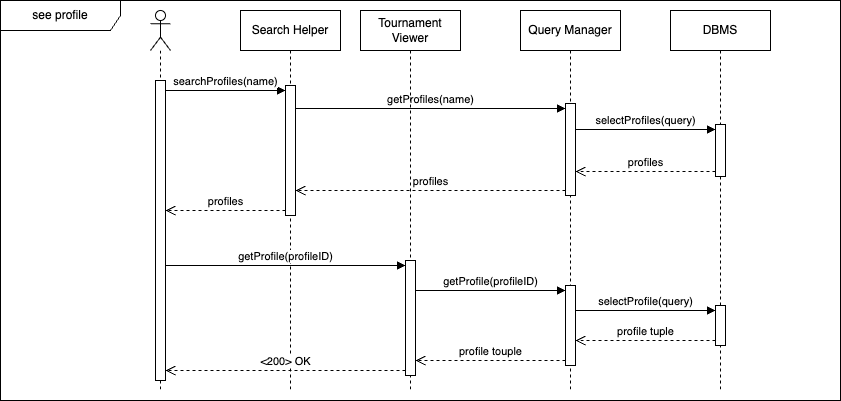 see profile
Search Helper
Tournament
Viewer
Query Manager
DBMS
searchProfiles(name)
getProfiles(name)
selectProfiles(query)
profiles
profiles
profiles
getProfile(profileID)
getProfile(profileID)
selectProfile(query)
profile tuple
profile touple
<200> OK